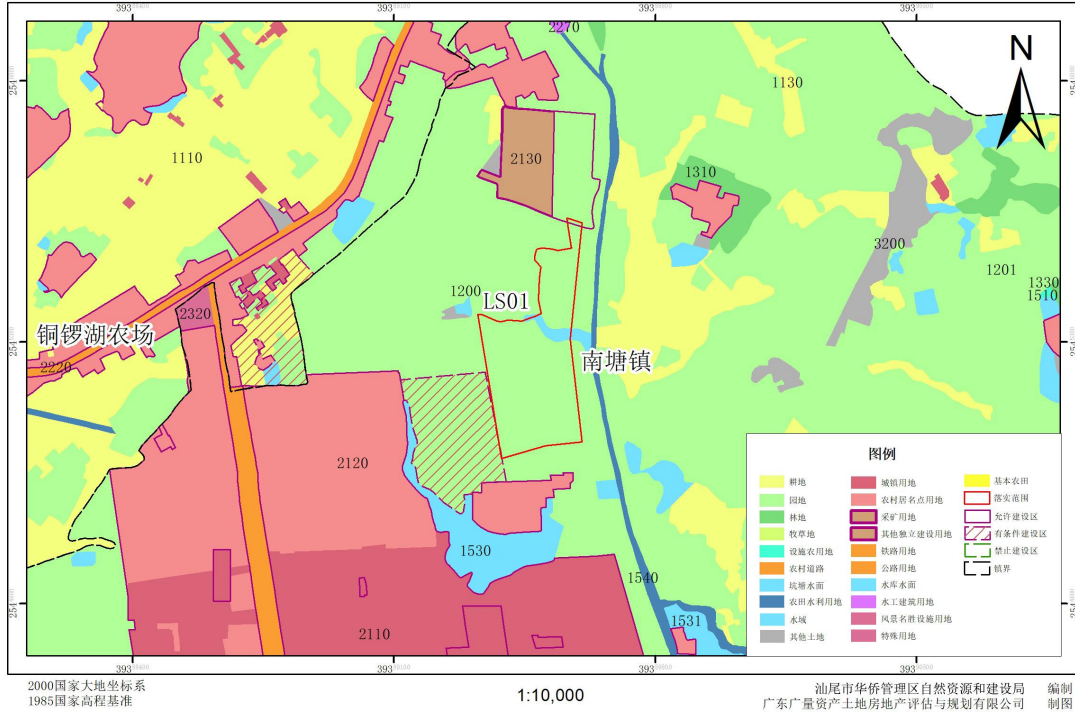 N
2270
1130
1110
2130
1310
3200
1201
1200
LS01
1330
1510
2320
铜锣湖农场
南塘镇
2220
2120
1530
1540
1531
2110
图例
耕地
园地
林地
牧草地
设施农用地
农村道路
坑塘水面
农田水利用地
水域
其他土地
城镇用地
农村居名点用地
采矿用地
其他独立建设用地
铁路用地
公路用地
水库水面
水工建筑用地
风景名胜设施用地
特殊用地
基本农田
落实范围
允许建设区
有条件建设区
禁止建设区
镇界
2000国家大地坐标系
1985国家高程基准
1:10,000
汕尾市华侨管理区自然资源和建设局 编制
广东广量资产土地房地产评估与规划有限公司 制图